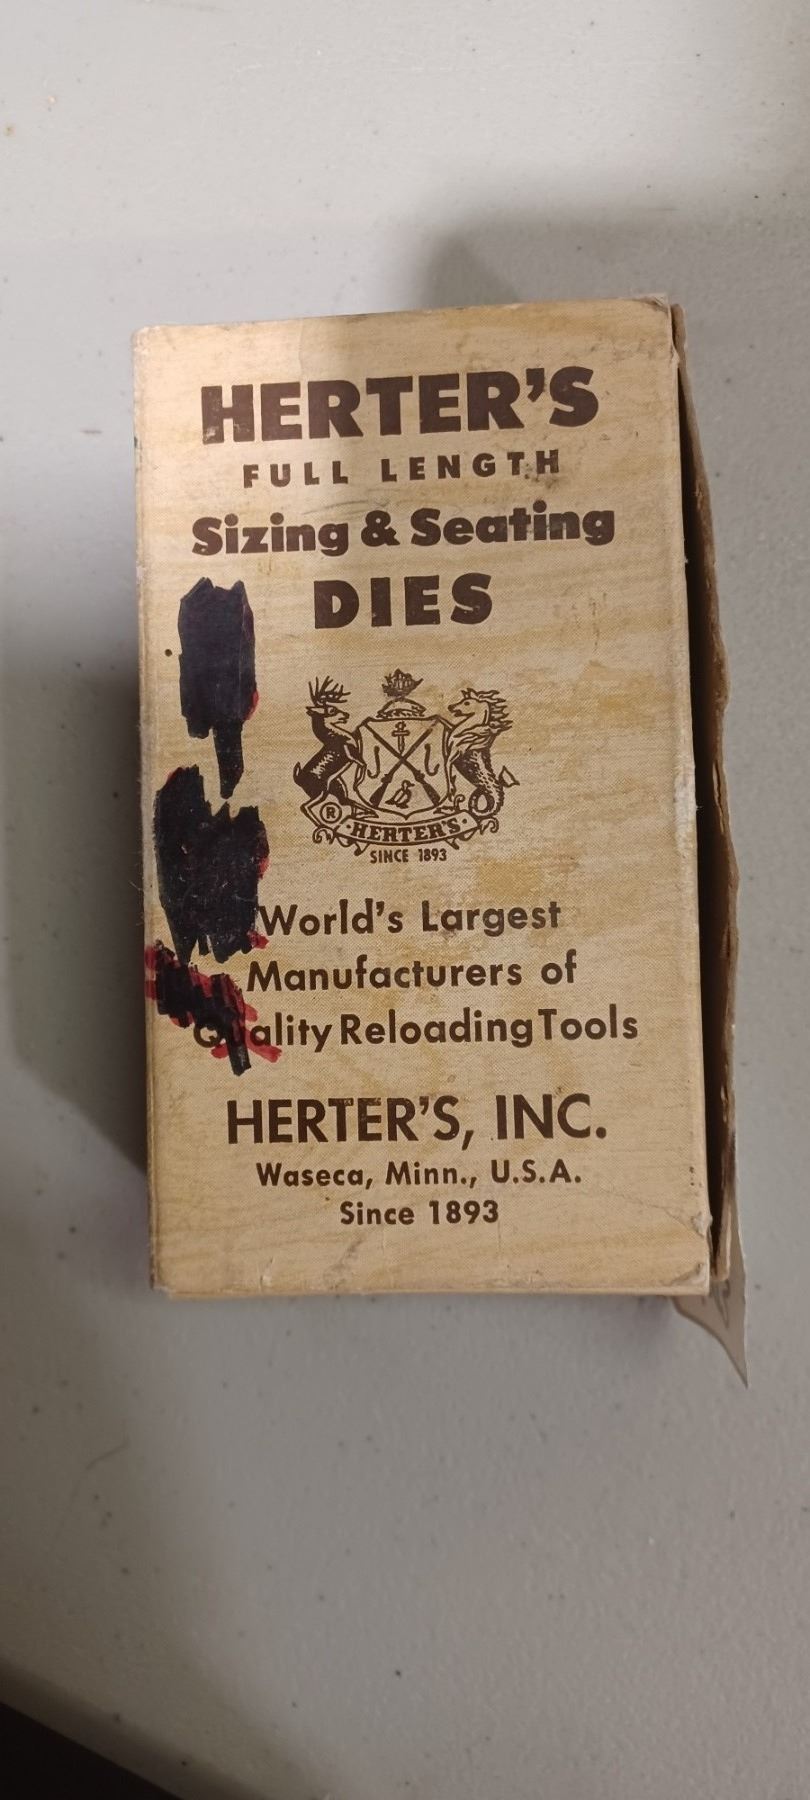 HERTER'S
FULL LENGTH
Sizing & Seating
DIES
®
HERTER'S
SINCE 1893
World's Largest
Manufacturers of
Quality Reloading Tools
HERTER'S, INC.
Waseca, Minn., U.S.A.
Since 1893